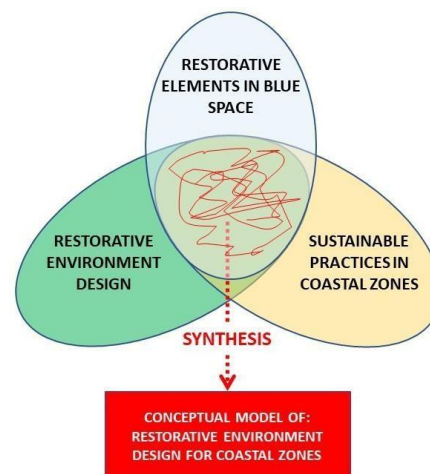 RESTORATIVE
ELEMENTS IN BLUE
SPACE
RESTORATIVE
ENVIRONMENT
DESIGN
SUSTAINABLE
PRACTICES IN
COASTAL ZONES
SYNTHESIS
CONCEPTUAL MODEL OF:
RESTORATIVE ENVIRONMENT
DESIGN FOR COASTAL ZONES